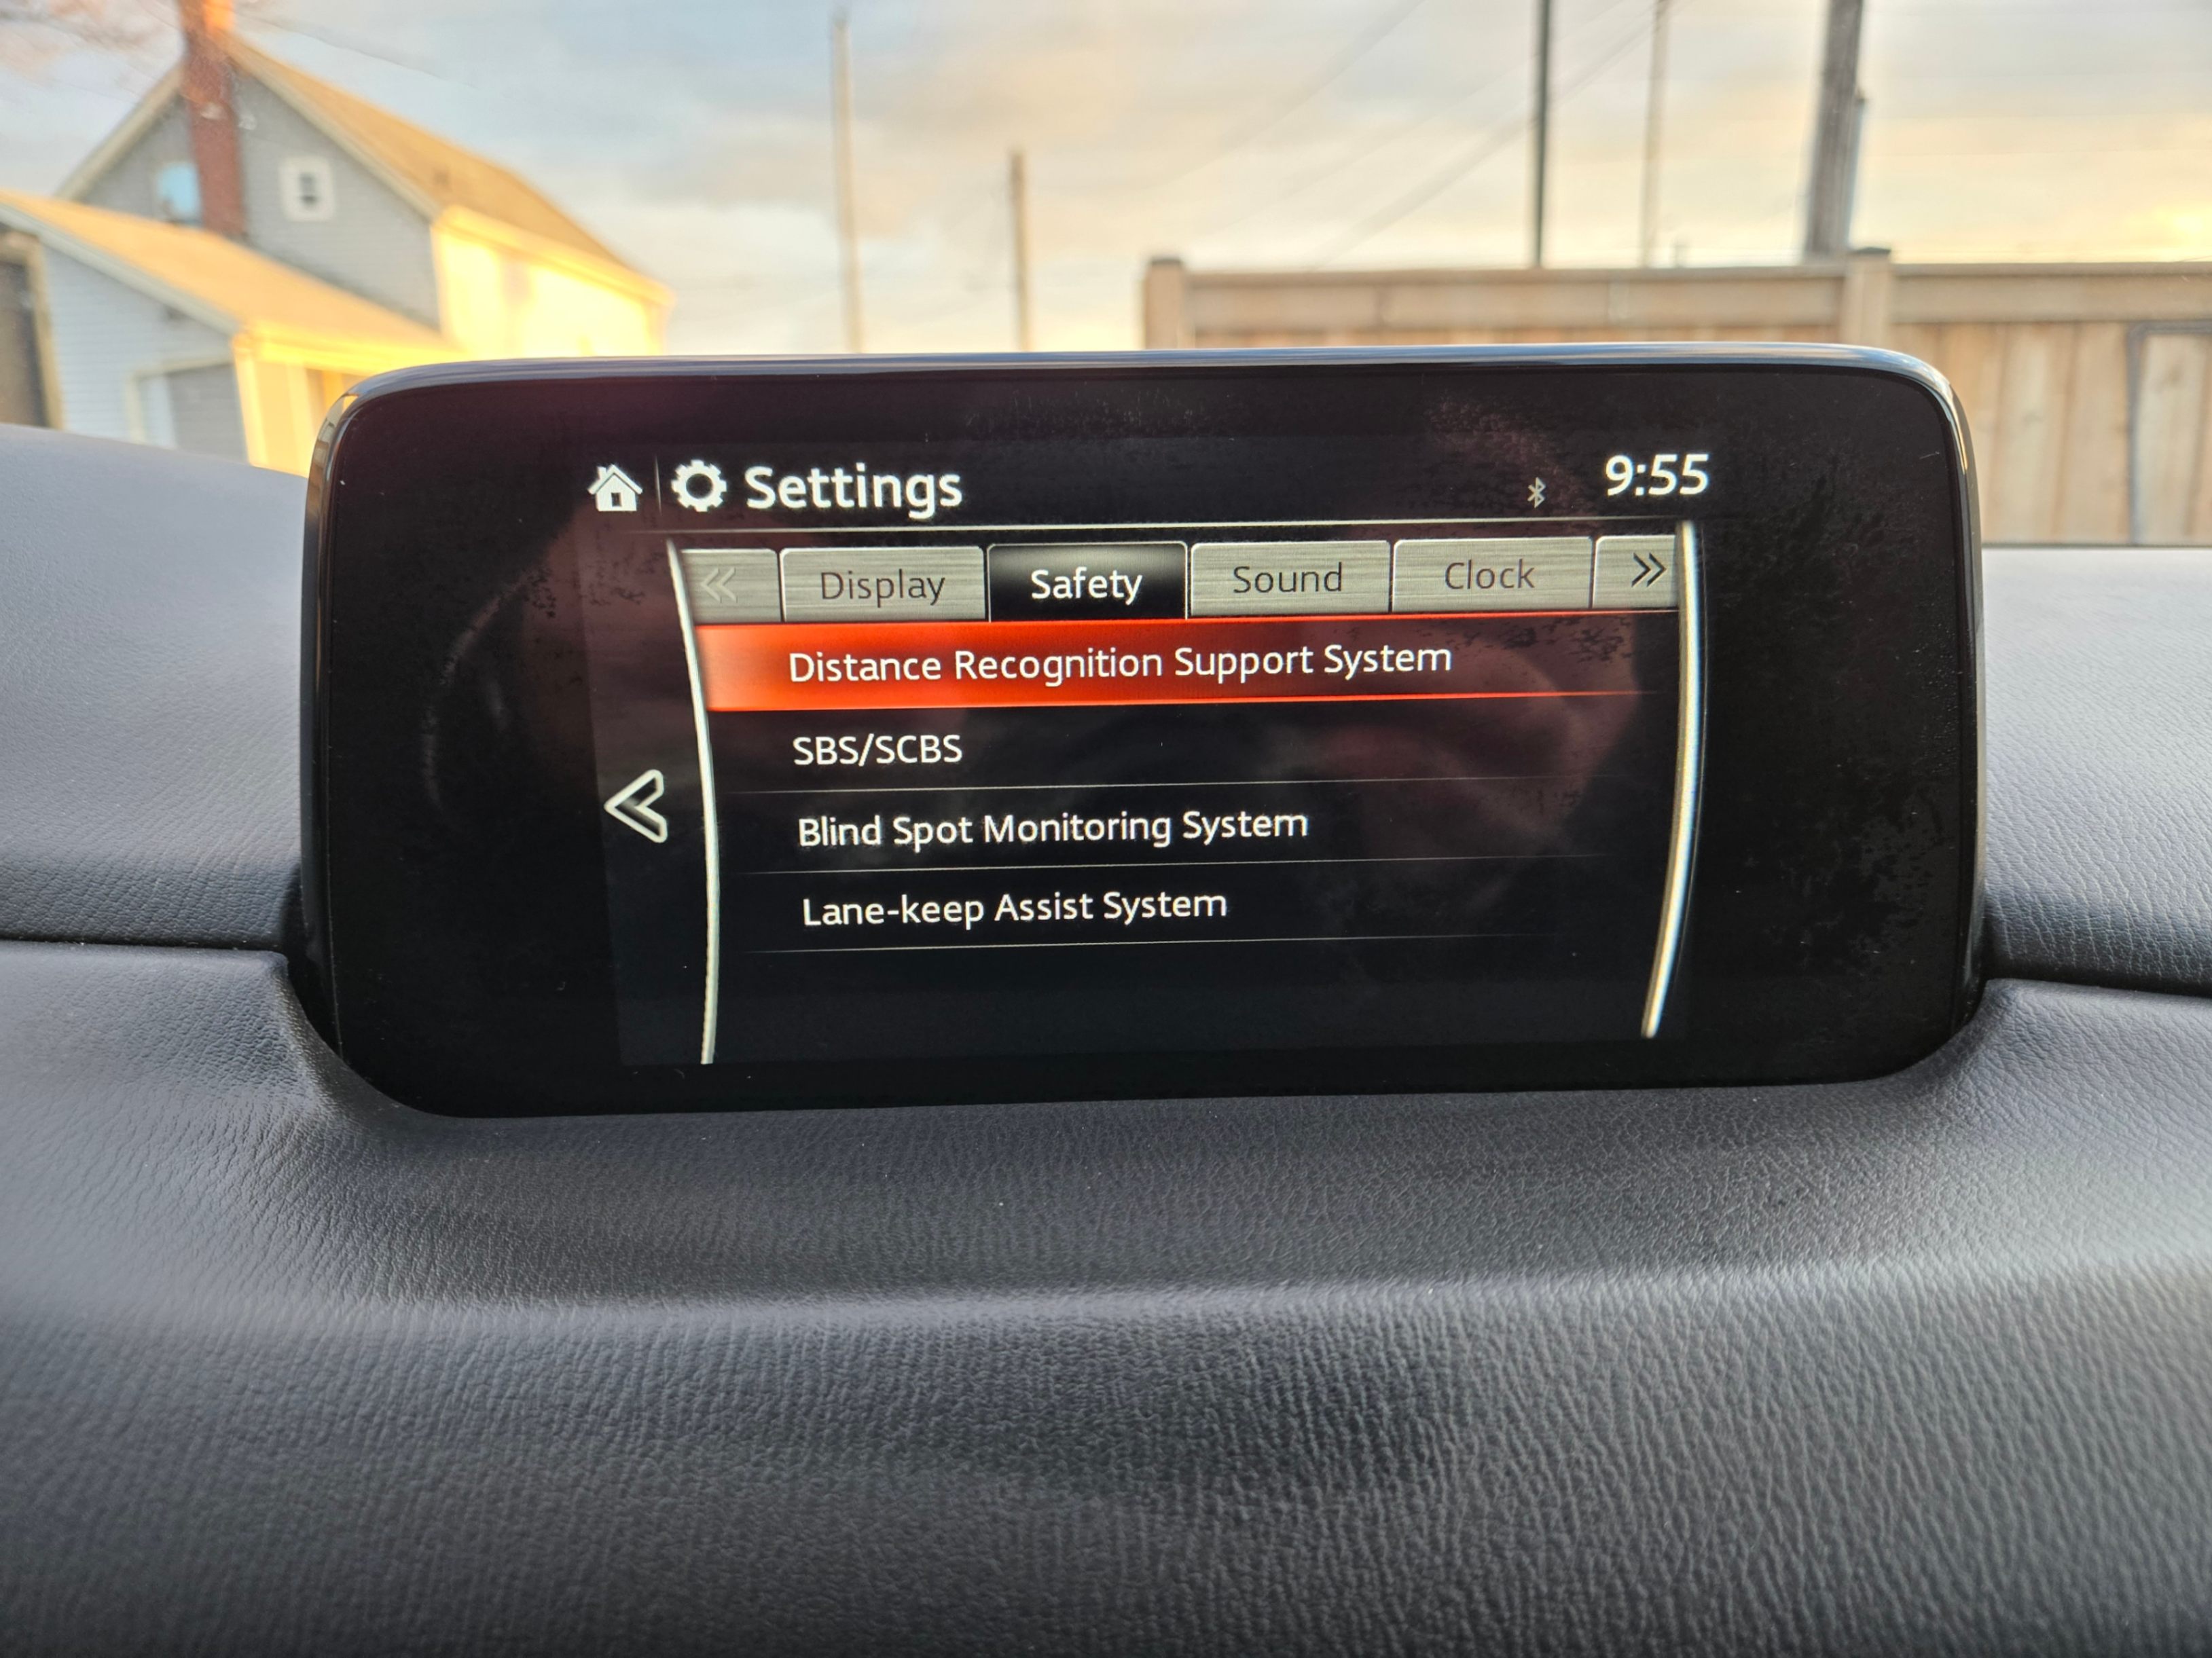 Settings
9:55
Display
Safety
Sound
Clock
Distance Recognition Support System
SBS/SCBS
Blind Spot Monitoring System
Lane-keep Assist System